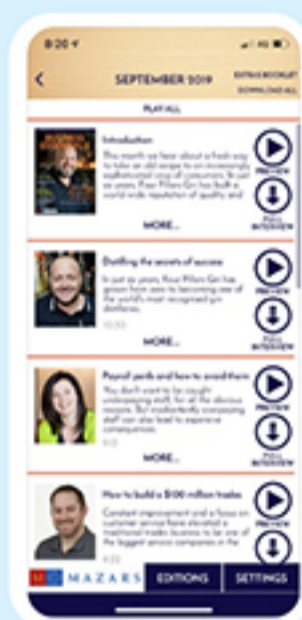 8:20
4G
SEPTEMBER 2019
EXTRAS BOOKLET
DOWNLOAD ALL
PLAY ALL
Introduction
This month we hear about a fresh way
to take an old recipe to an increasingly
sophisticated crop of consumers. In just
six years, Four Pillars Gin has built a
world-wide reputation of quality and
MORE...
PREVIEW
INTERVIEW
Distilling the secrets of success
In just six years, Four Pillars Gin has
grown from zero to becoming one of
the world's most recognised gin
distilleries.
MORE...
PREVIEW
INTERVIEW
Payroll perils and how to avoid them
You don't want to be caught
underpaying staff, for all the obvious
reasons. But inadvertently overpaying
staff can also lead to expensive
consequences.
MORE...
PREVIEW
INTERVIEW
How to build a $100 million tradie
Constant improvement and a focus on
customer service have elevated a
traditional trades business to be one of
the biggest service companies in the
PREVIEW
MAZARS
EDITIONS
SETTINGS